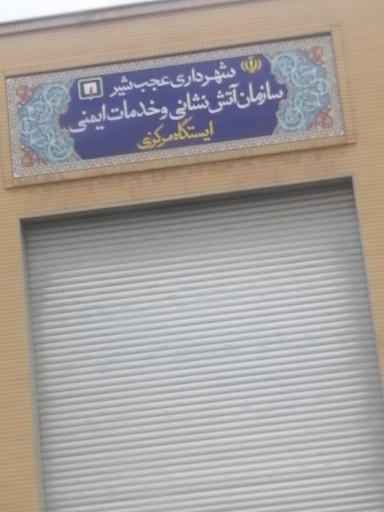 شهرداری عجب شیر
سازمان آتش نشانی و خدمات ایمنی
ایستگاه مرکزی